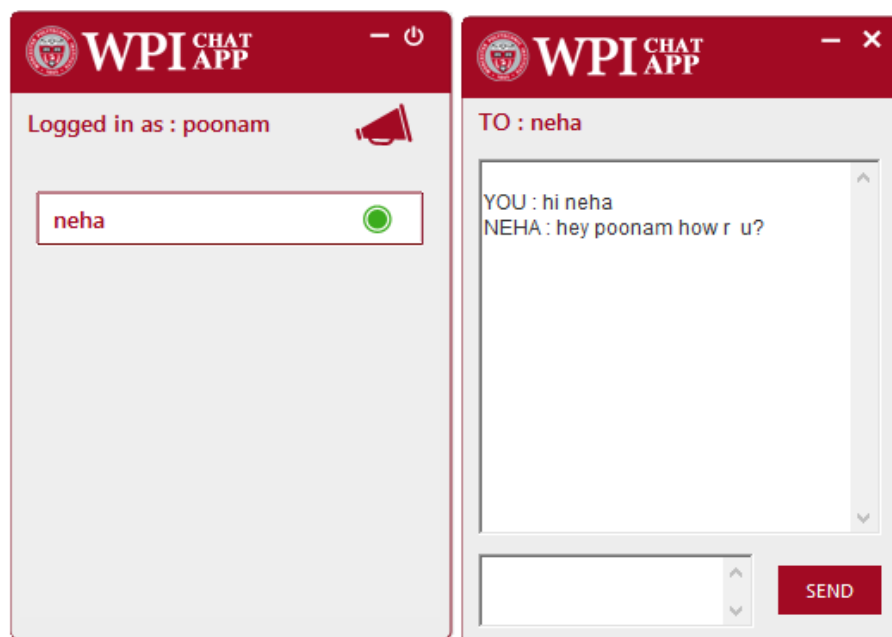 WPI CHAT APP
Logged in as : poonam
neha
WPI CHAT APP
TO : neha
YOU : hi neha
NEHA : hey poonam how r  u?
SEND